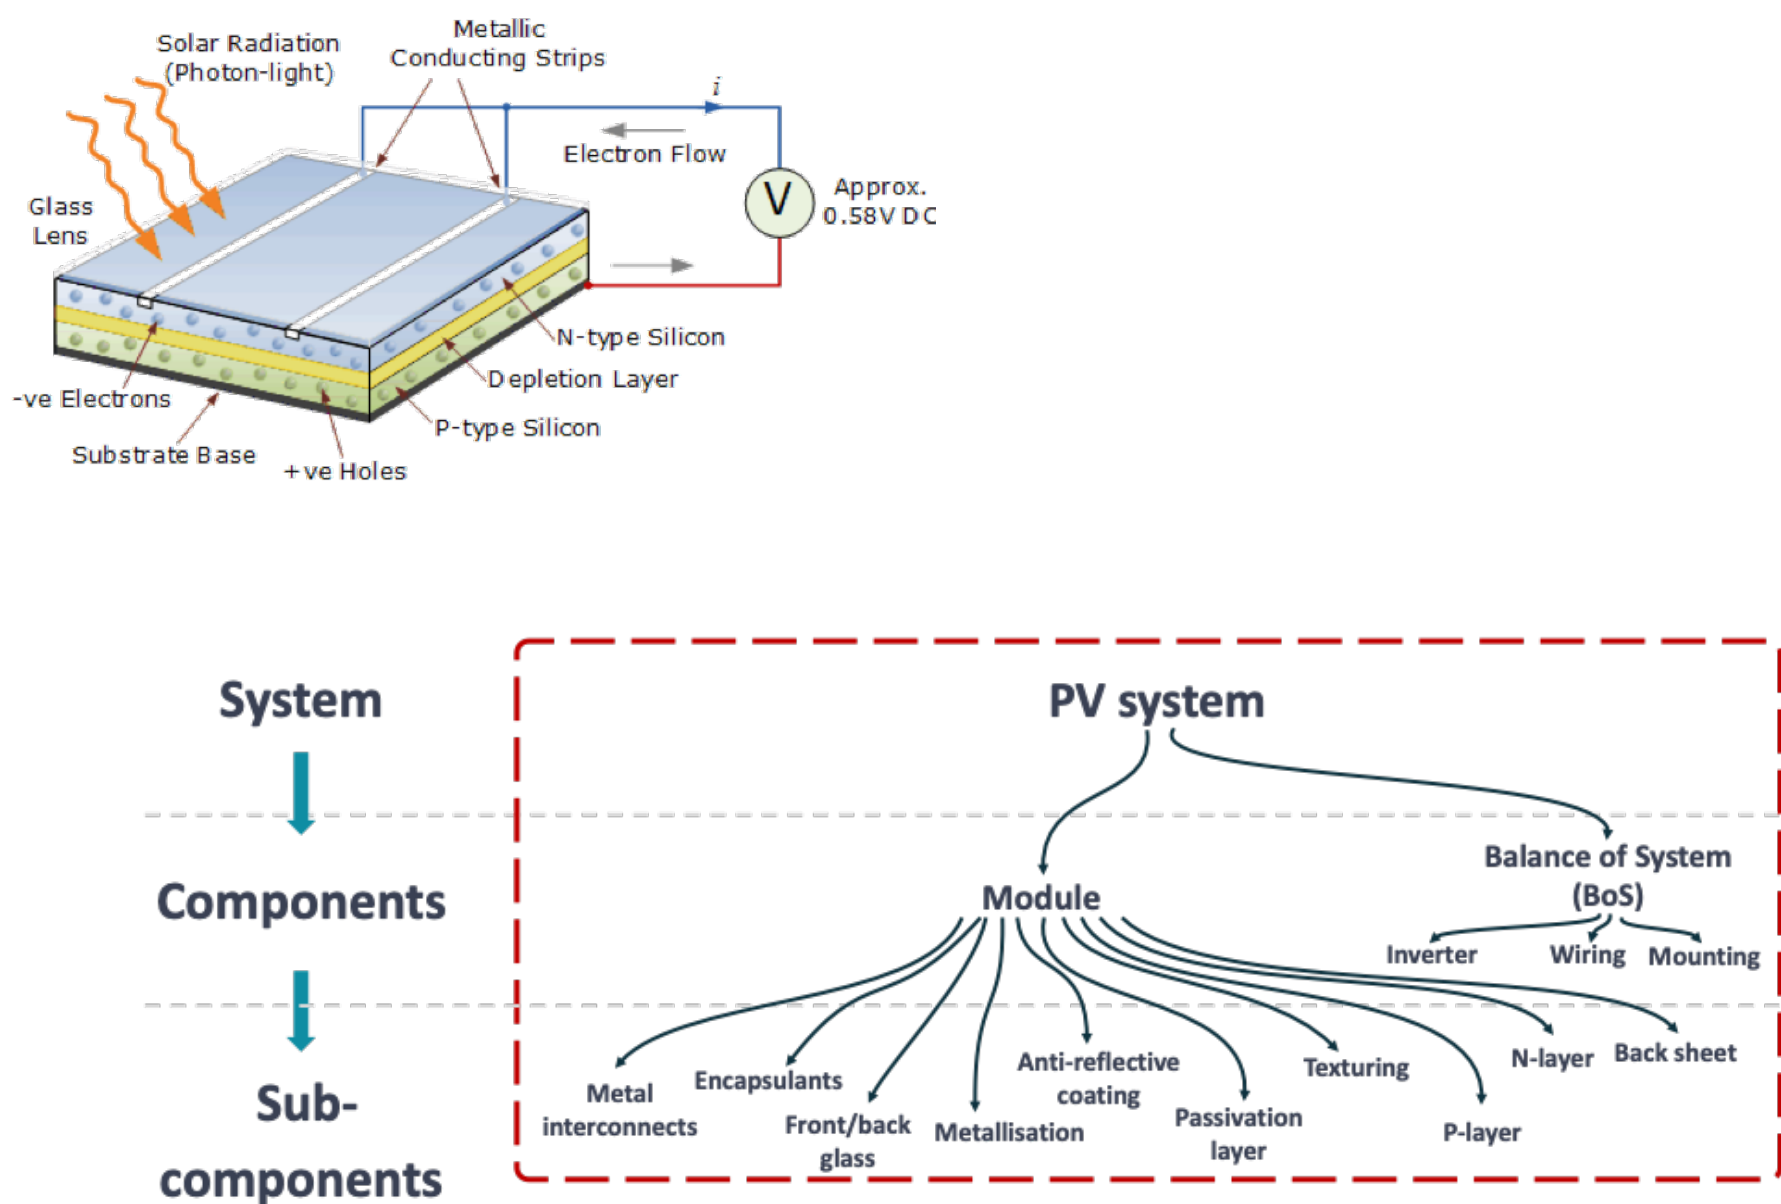 Solar Radiation
(Photon-light)
Metallic
Conducting Strips
i
Electron Flow
V
Approx.
0.58V DC
Glass
Lens
N-type Silicon
Depletion Layer
P-type Silicon
-ve Electrons
Substrate Base
+ve Holes
System
PV system
Components
Module
Balance of System
(BoS)
Inverter
Wiring
Mounting
Sub-
components
Metal
interconnects
Encapsulants
Front/back
glass
Metallisation
Anti-reflective
coating
Passivation
layer
Texturing
P-layer
N-layer
Back sheet